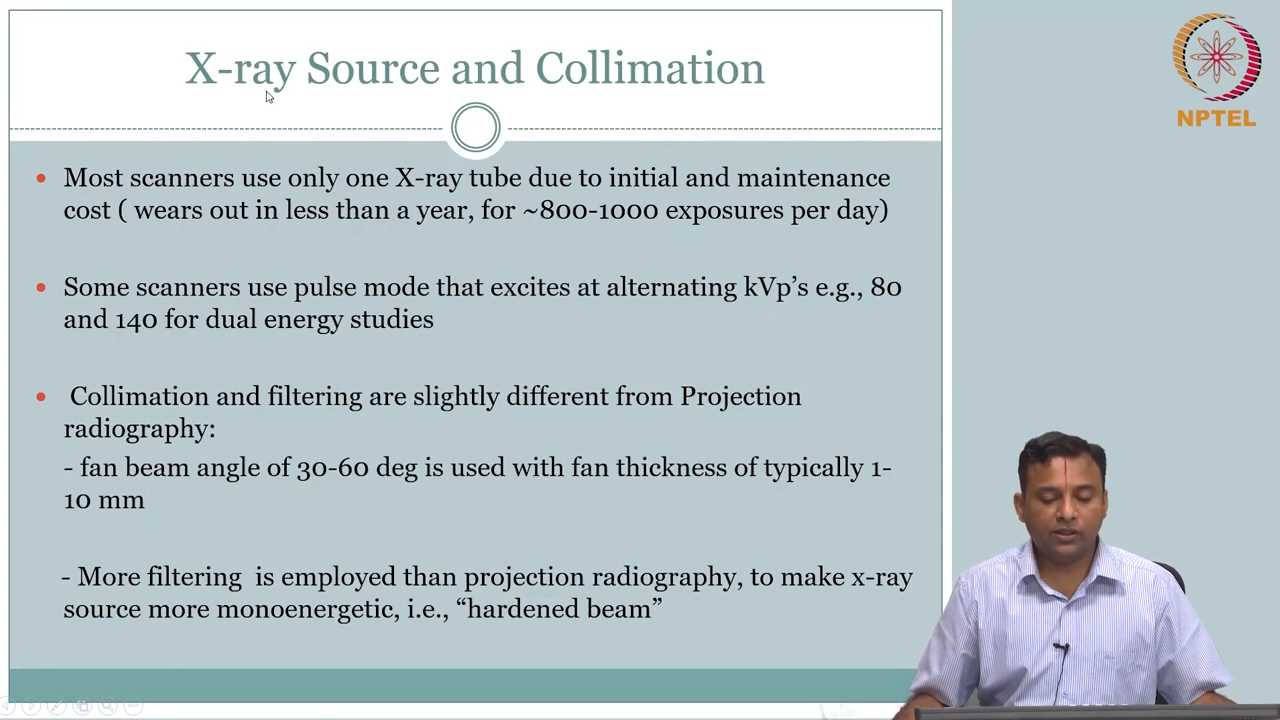 X-ray Source and Collimation
NPTEL
• Most scanners use only one X-ray tube due to initial and maintenance
cost ( wears out in less than a year, for ~800-1000 exposures per day)
• Some scanners use pulse mode that excites at alternating kVp’s e.g., 80
and 140 for dual energy studies
• Collimation and filtering are slightly different from Projection
radiography:
- fan beam angle of 30-60 deg is used with fan thickness of typically 1-
10 mm
- More filtering is employed than projection radiography, to make x-ray
source more monoenergetic, i.e., “hardened beam”